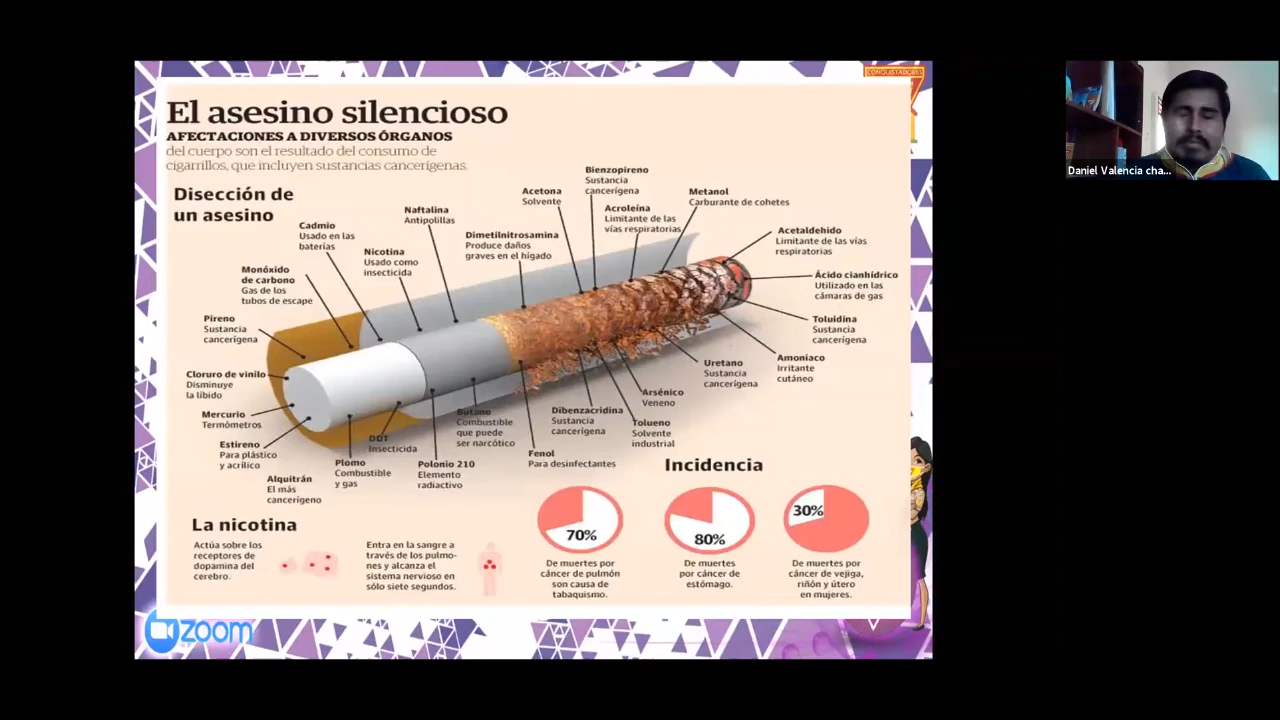 CONQUISTADORES
El asesino silencioso
AFECTACIONES A DIVERSOS ÓRGANOS
del cuerpo son el resultado del consumo de
cigarrillos, que incluyen sustancias cancerígenas.
Disección de
un asesino
Cadmio
Usado en las
baterías
Nicotina
Usado como
insecticida
Naftalina
Antipolillas
Dimetilnitrosamina
Produce daños
graves en el hígado
Acetona
Solvente
Bienzopireno
Sustancia
cancerígena
Acroleína
Limitante de las
vías respiratorias
Metanol
Carburante de cohetes
Acetaldehido
Limitante de las vías
respiratorias
Ácido cianhídrico
Utilizado en las
cámaras de gas
Toluidina
Sustancia
cancerígena
Amoniaco
Irritante
cutáneo
Uretano
Sustancia
cancerígena
Arsénico
Veneno
Tolueno
Solvente
industrial
Dibenzacridina
Sustancia
cancerígena
Fenol
Para desinfectantes
Butano
Combustible
que puede
ser narcótico
Polonio 210
Elemento
radiactivo
DDT
Insecticida
Plomo
Combustible
y gas
Alquitrán
El más
cancerígeno
Estireno
Para plástico
y acrílico
Mercurio
Termómetros
Cloruro de vinilo
Disminuye
la líbido
Pireno
Sustancia
cancerígena
Monóxido
de carbono
Gas de los
tubos de escape
La nicotina
Actúa sobre los
receptores de
dopamina del
cerebro.
Entra en la sangre a
través de los pulmo-
nes y alcanza el
sistema nervioso en
sólo siete segundos.
Incidencia
70%
De muertes por
cáncer de pulmón
son causa de
tabaquismo.
80%
De muertes
por cáncer de
estómago.
30%
De muertes por
cáncer de vejiga,
riñón y útero
en mujeres.
zoom
Daniel Valencia cha...